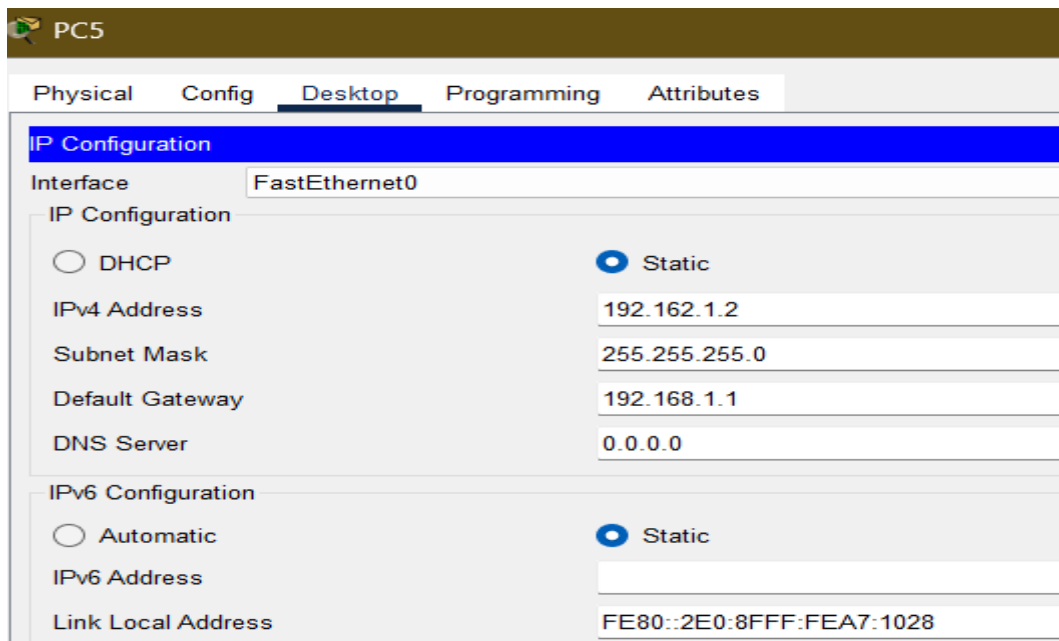 PC5
Physical Config Desktop Programming Attributes
IP Configuration
Interface FastEthernet0
IP Configuration
DHCP Static
IPv4 Address 192.162.1.2
Subnet Mask 255.255.255.0
Default Gateway 192.168.1.1
DNS Server 0.0.0.0
IPv6 Configuration
Automatic Static
IPv6 Address
Link Local Address FE80::2E0:8FFF:FEA7:1028